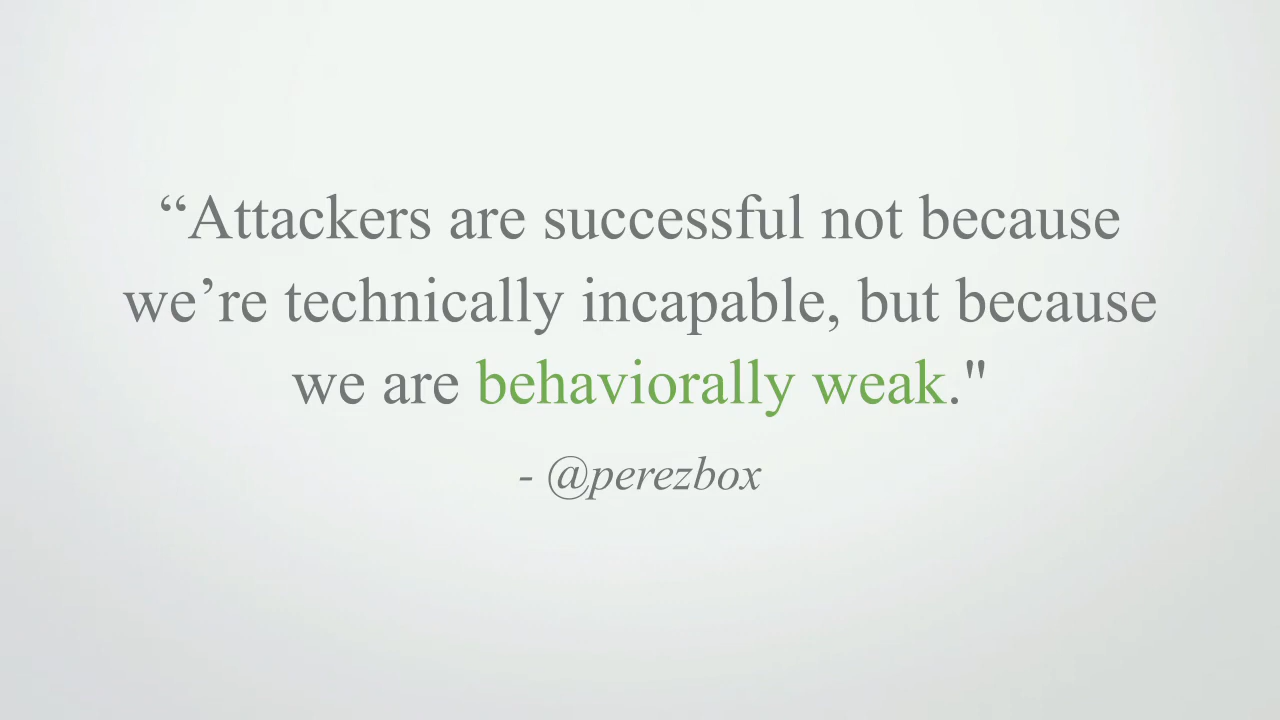 “Attackers are successful not because
we’re technically incapable, but because
we are behaviorally weak."
- @perezbox